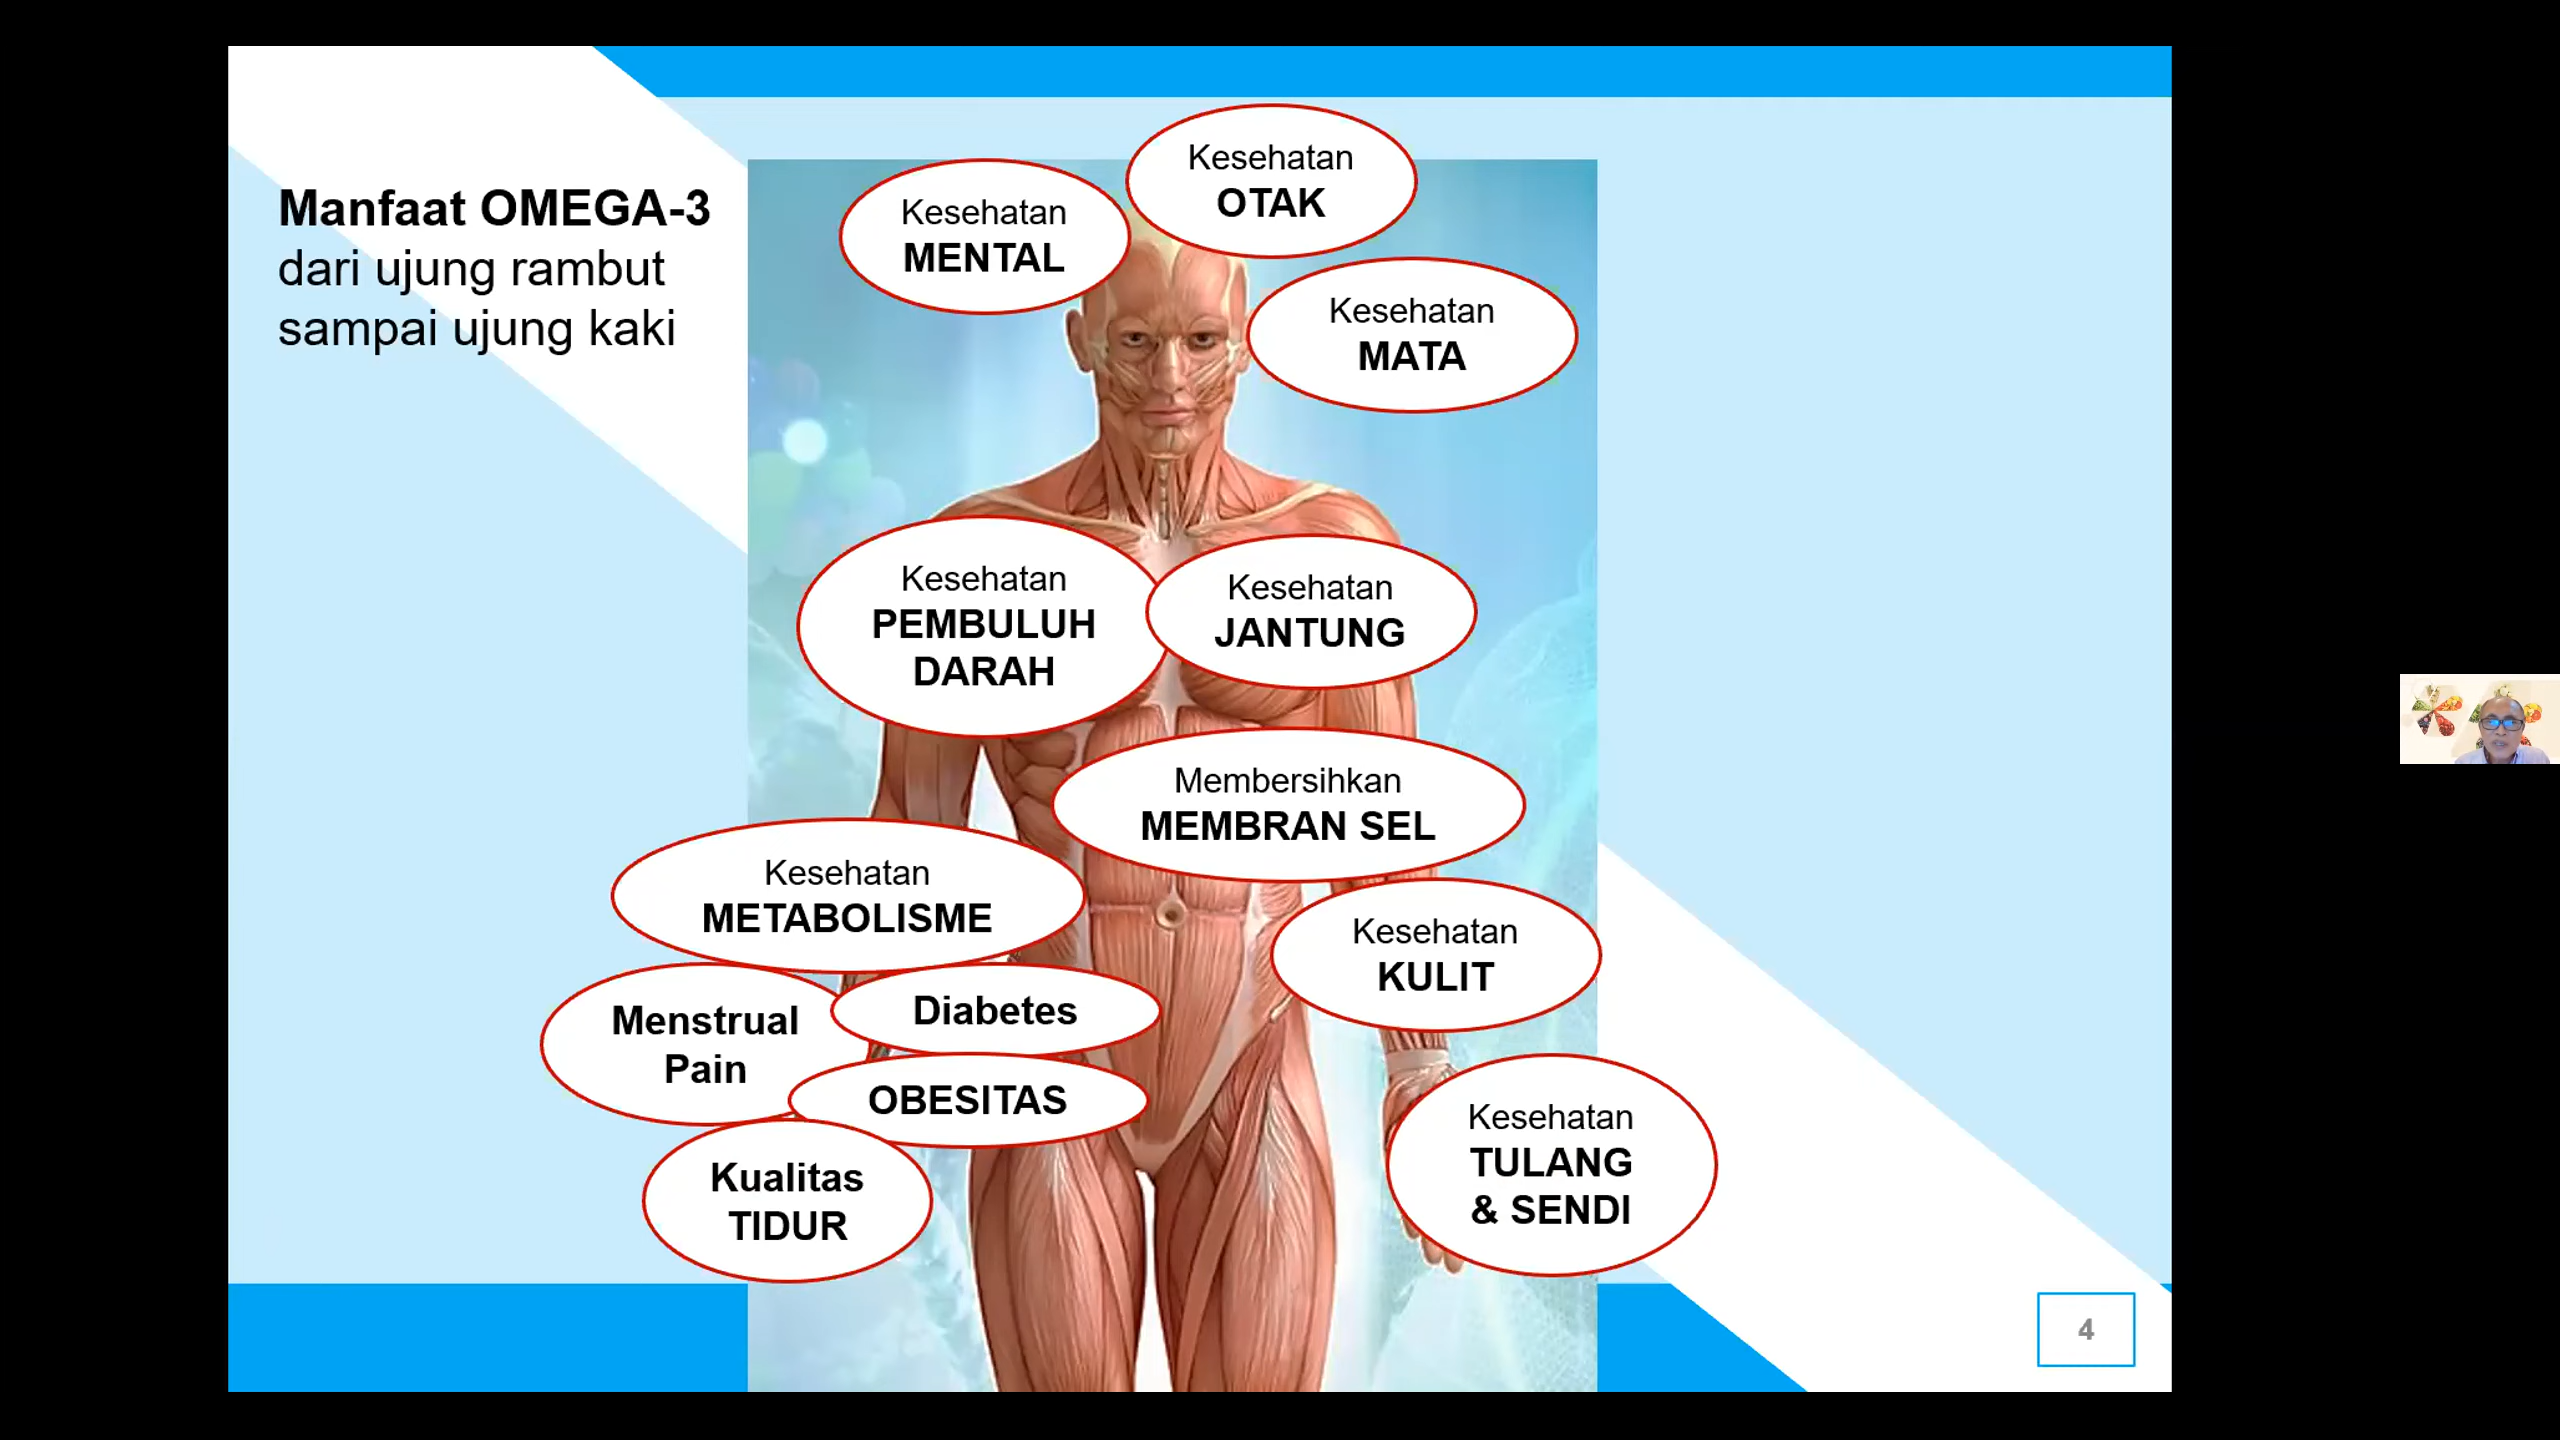 Manfaat OMEGA-3
dari ujung rambut
sampai ujung kaki
Kesehatan
OTAK
Kesehatan
MENTAL
Kesehatan
MATA
Kesehatan
PEMBULUH
DARAH
Kesehatan
JANTUNG
Membersihkan
MEMBRAN SEL
Kesehatan
METABOLISME
Kesehatan
KULIT
Menstrual
Pain
Diabetes
OBESITAS
Kualitas
TIDUR
Kesehatan
TULANG
& SENDI
4